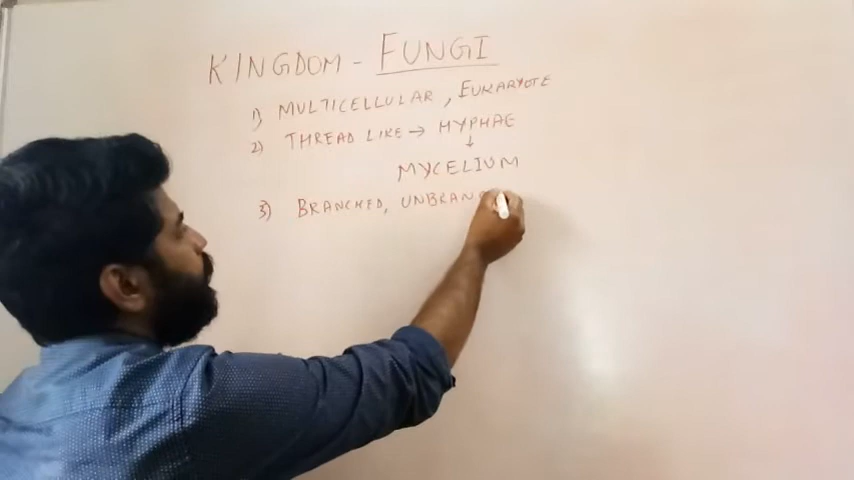 KINGDOM - FUNGI
1) MULTICELLULAR, EUKARYOTE
2) THREAD LIKE → HYPHAE
↓
MYCELIUM
3) BRANCHED, UNBRAN